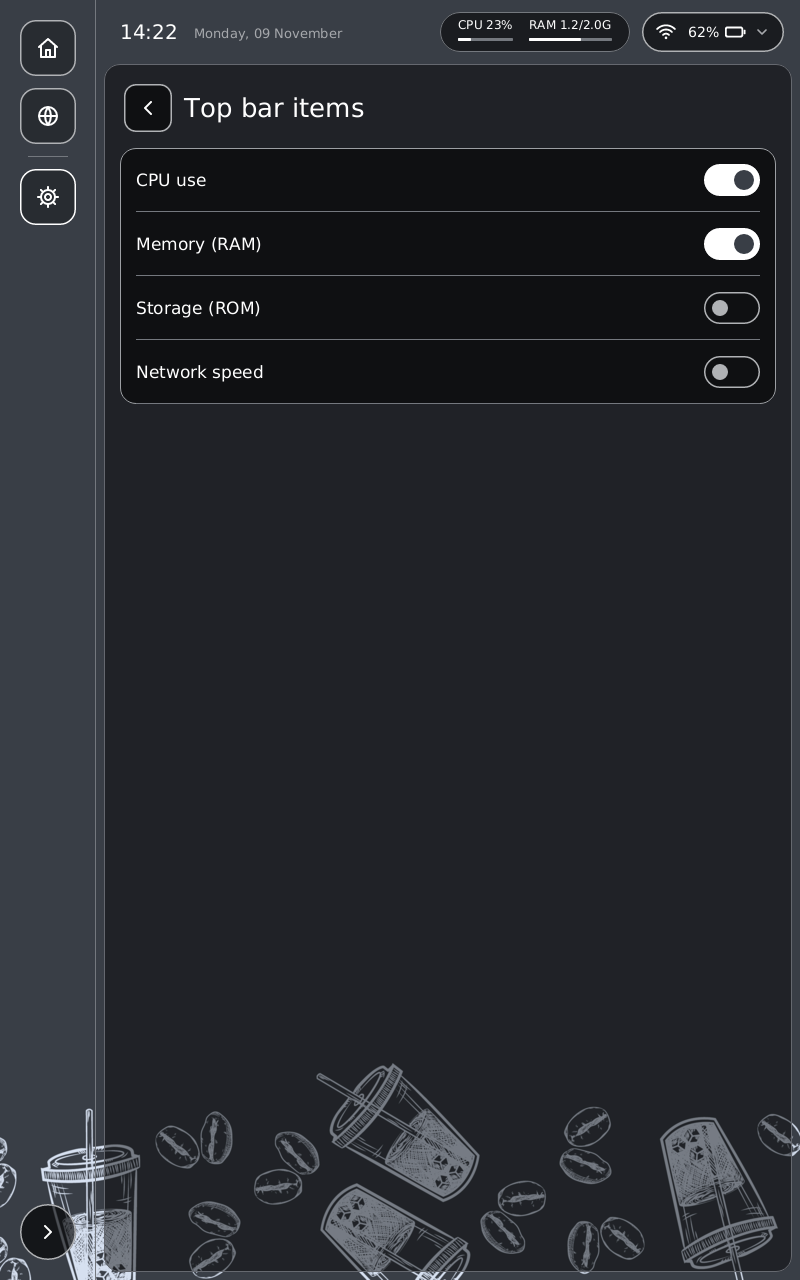 14:22 Monday, 09 November CPU 23% RAM 1.2/2.0G 62%
Top bar items
CPU use
Memory (RAM)
Storage (ROM)
Network speed